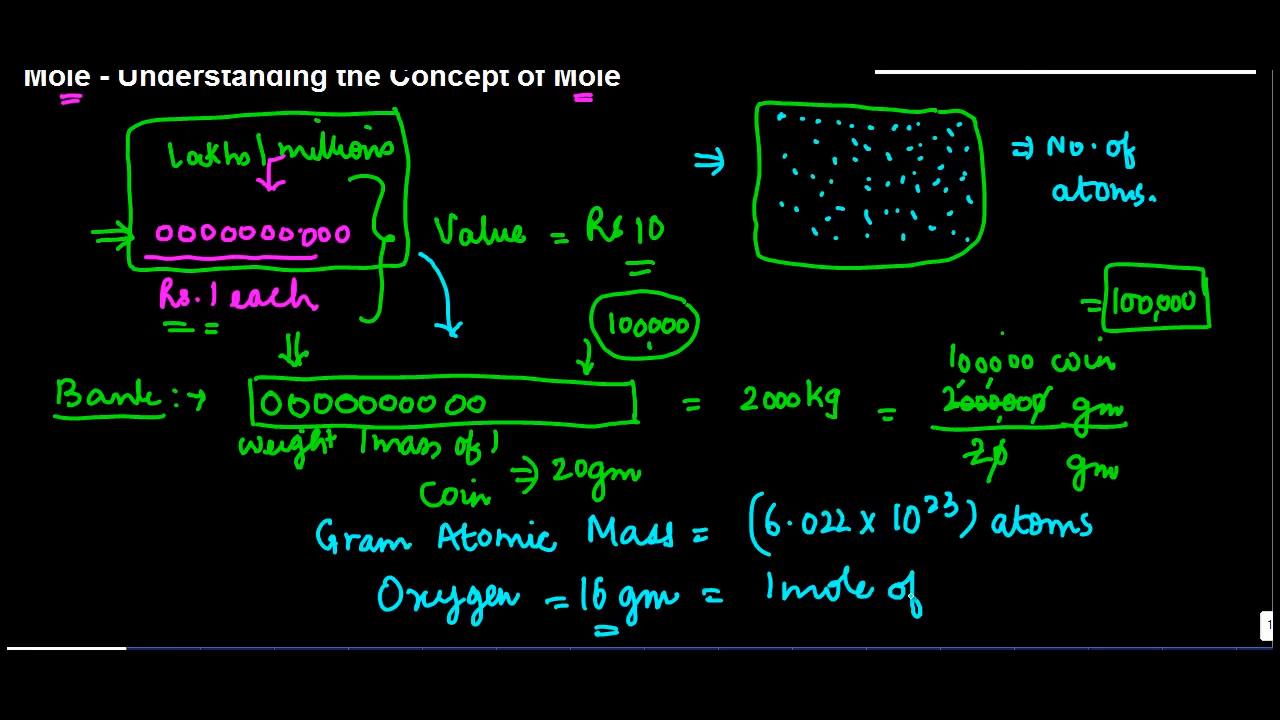 Mole - Understanding the Concept of Mole
Lakhs / millions
0000000000
Rs. 1 each
Value = Rs 10
⇒ No. of
atoms.
100000
= 100,000
Bank :→
0000000000
= 2000 kg =
100000 coin
2000000 gm
20 gm
weight (mass of)
Coin ⇒ 20gm
Gram Atomic Mass = (6.022 x 10²³) atoms
Oxygen = 16 gm = 1 mole of
1